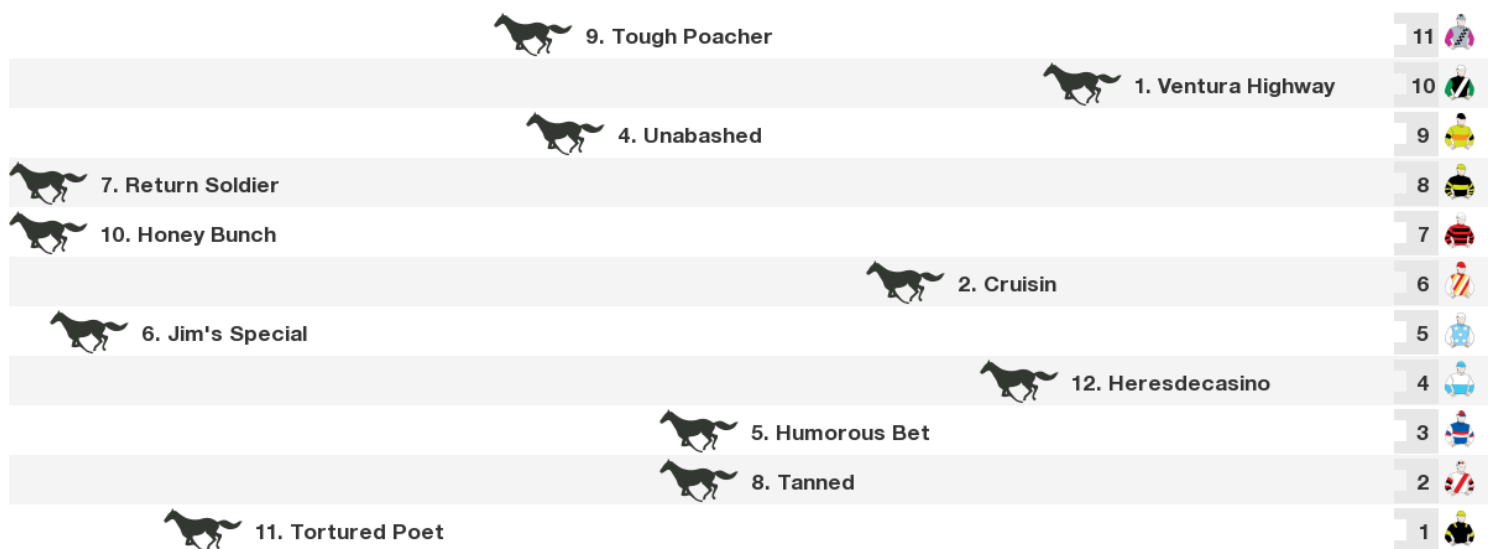 9. Tough Poacher 11
1. Ventura Highway 10
4. Unabashed 9
7. Return Soldier 8
10. Honey Bunch 7
2. Cruisin 6
6. Jim's Special 5
12. Heresdecasino 4
5. Humorous Bet 3
8. Tanned 2
11. Tortured Poet 1